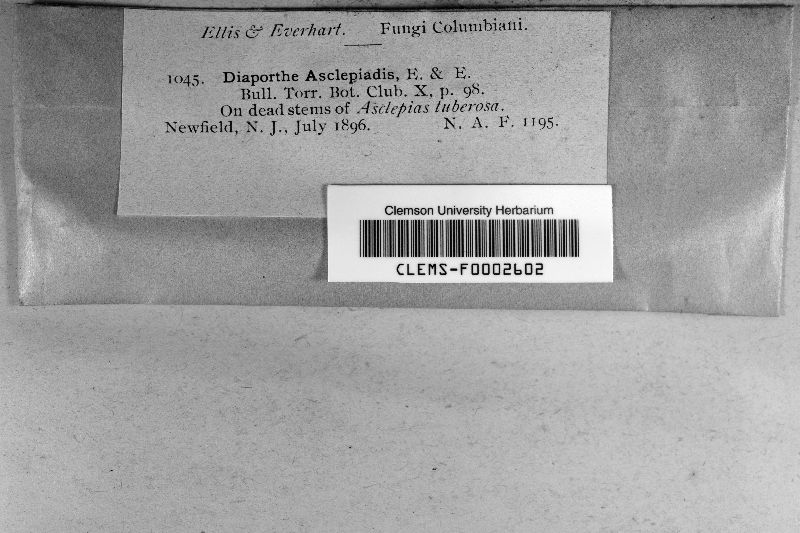 Ellis & Everhart. Fungi Columbiani.
1045. Diaporthe Asclepiadis, E. & E.
Bull. Torr. Bot. Club. X, p. 98.
On dead stems of Asclepias tuberosa.
Newfield, N. J., July 1896. N. A. F. 1195.
Clemson University Herbarium
CLEMS-F0002602